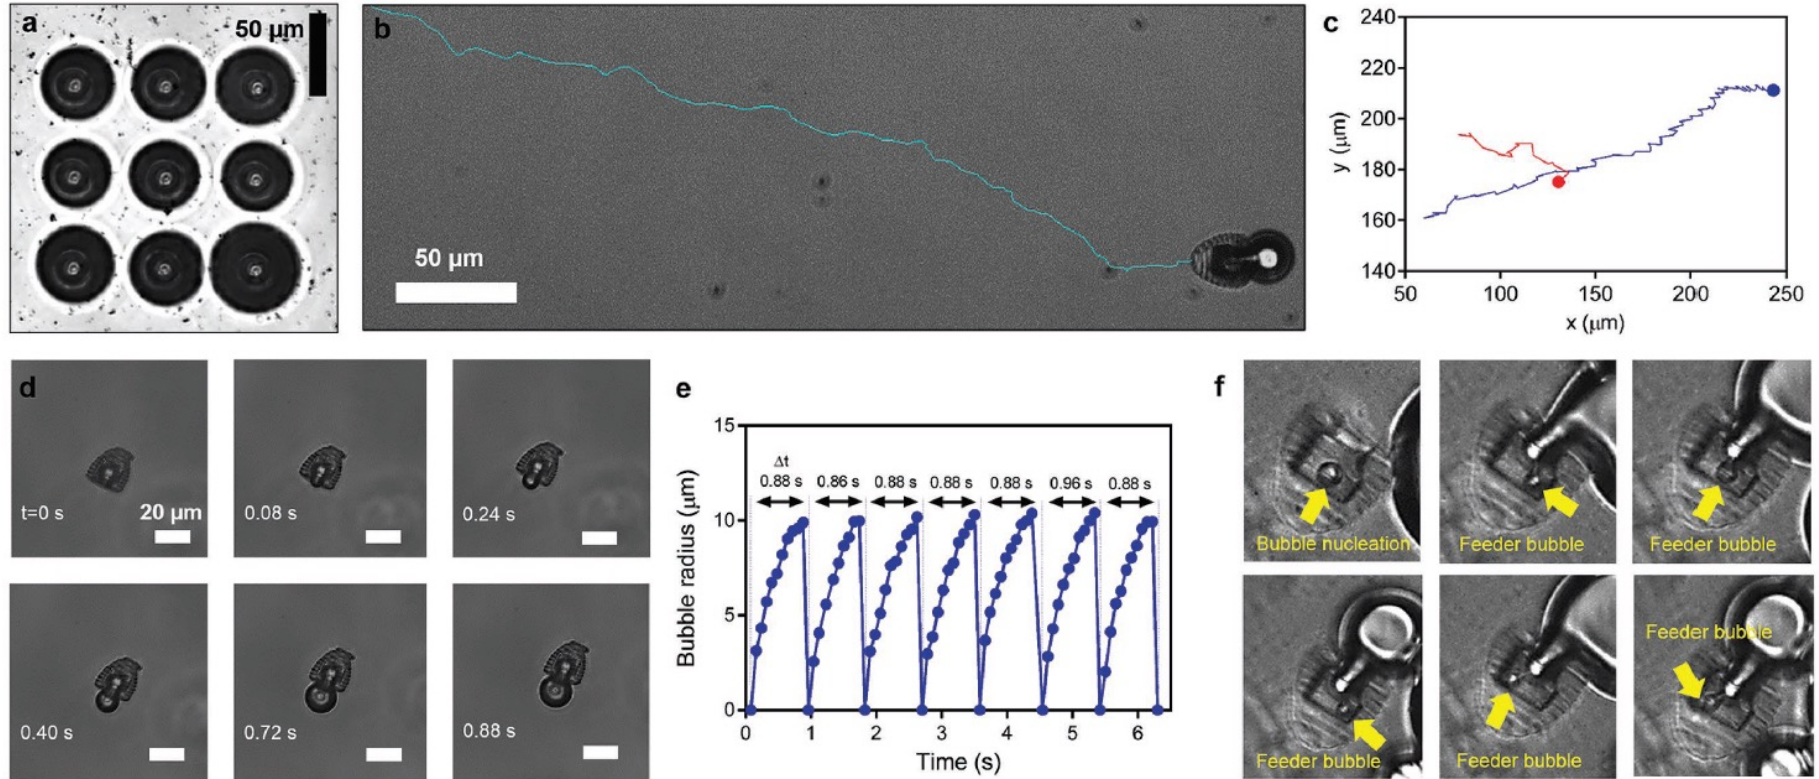 a
50 µm
b
50 µm
c
240
220
200
180
160
140
y (µm)
50
100
150
200
250
x (µm)
d
t=0 s
20 µm
0.08 s
0.24 s
0.40 s
0.72 s
0.88 s
e
15
10
5
0
Bubble radius (µm)
Δt
0.88 s
0.86 s
0.88 s
0.88 s
0.88 s
0.96 s
0.88 s
0
1
2
3
4
5
6
Time (s)
f
Bubble nucleation
Feeder bubble
Feeder bubble
Feeder bubble
Feeder bubble
Feeder bubble